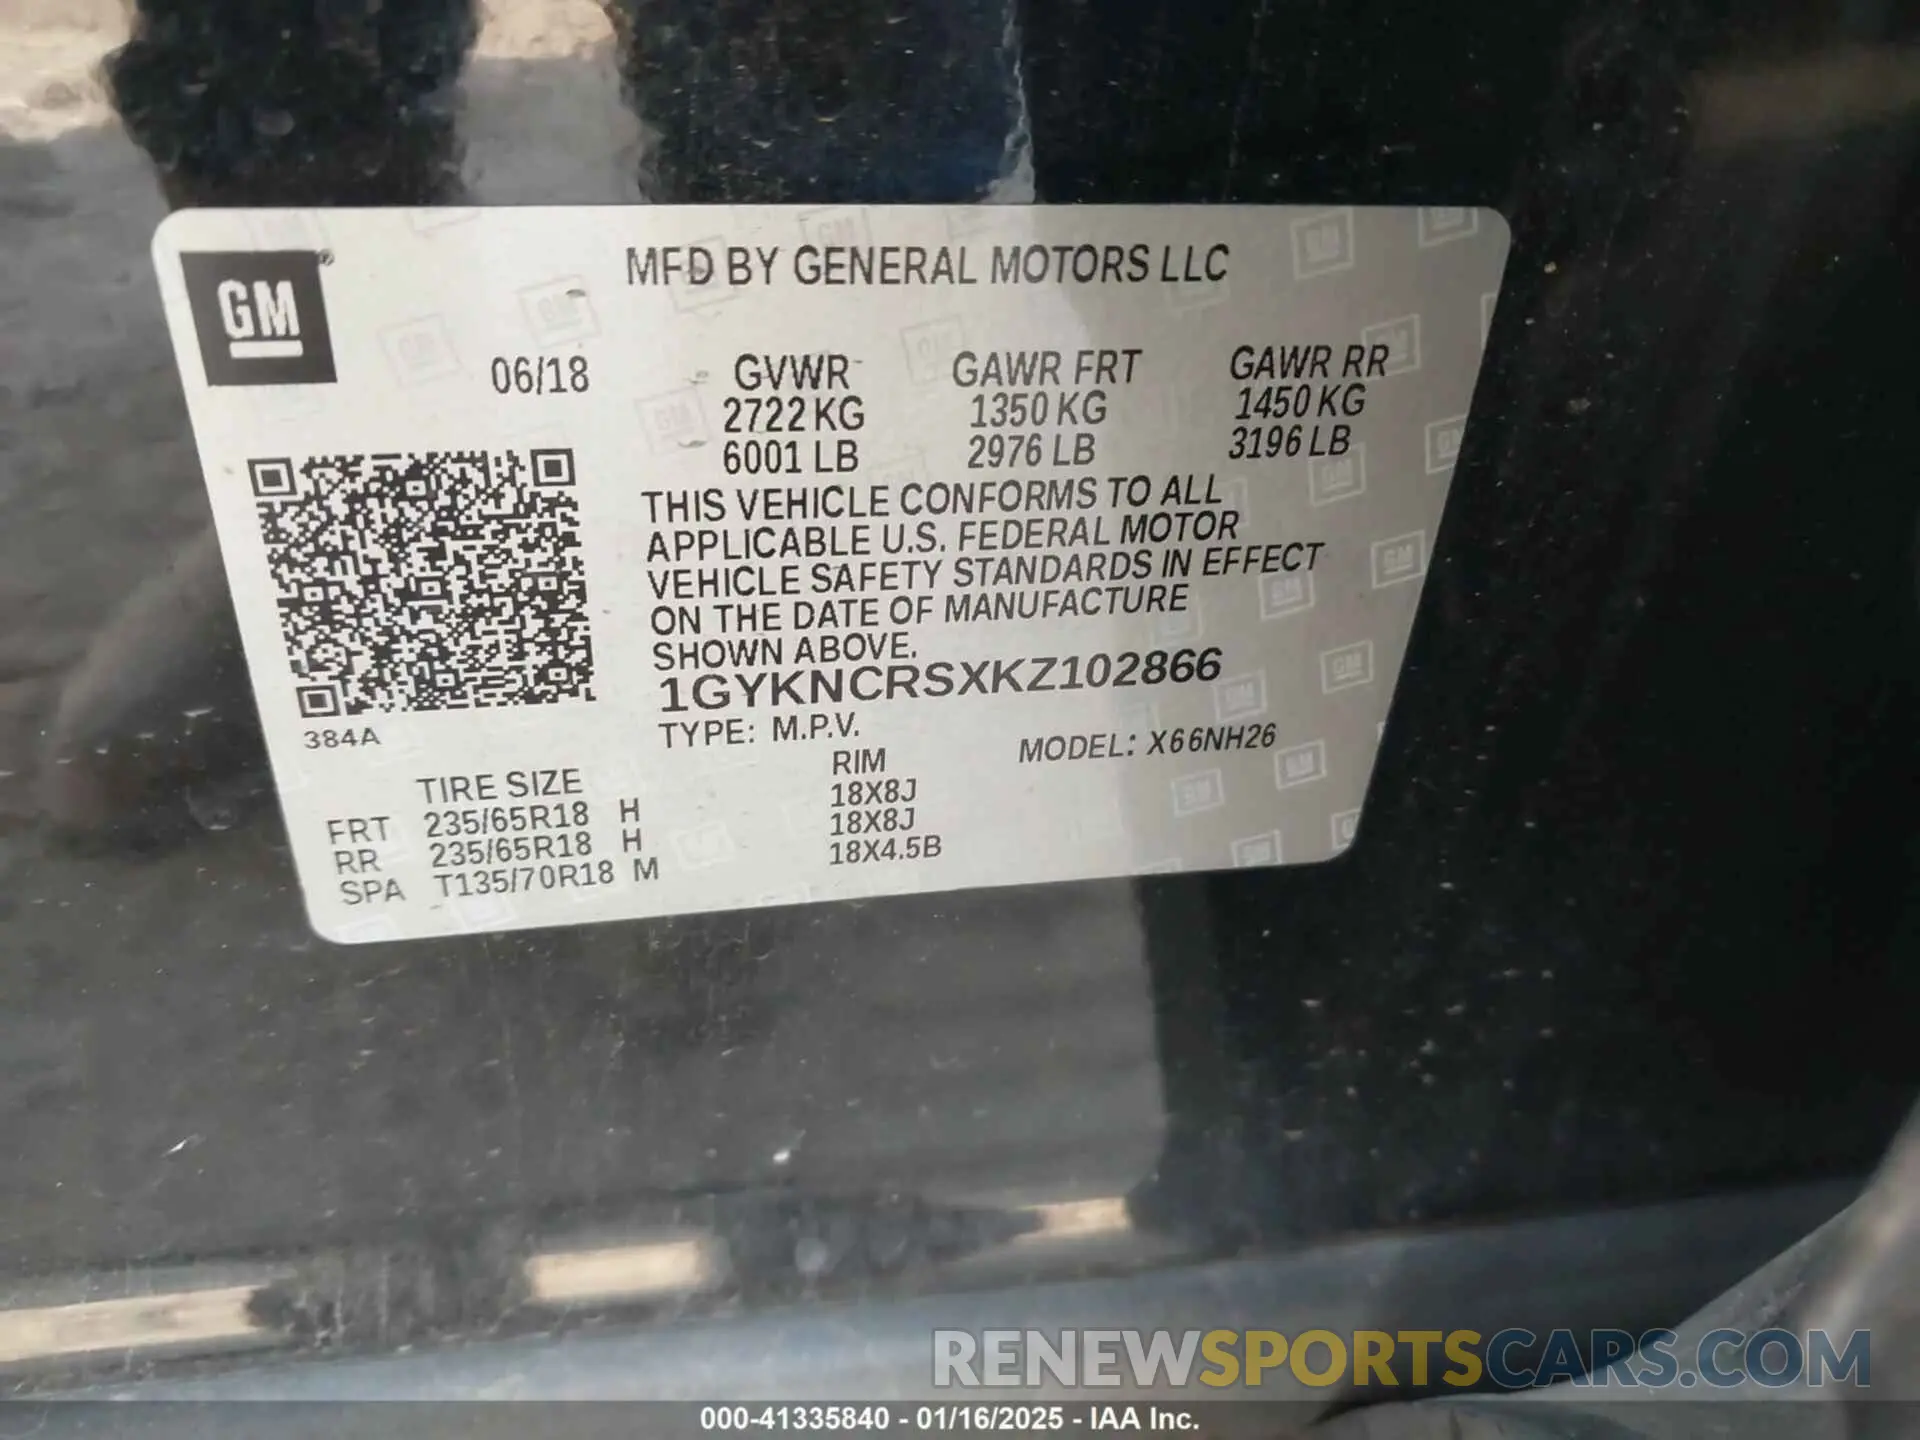 GM®
MFD BY GENERAL MOTORS LLC
06/18
GVWR GAWR FRT GAWR RR
2722 KG 1350 KG 1450 KG
6001 LB 2976 LB 3196 LB
THIS VEHICLE CONFORMS TO ALL
APPLICABLE U.S. FEDERAL MOTOR
VEHICLE SAFETY STANDARDS IN EFFECT
ON THE DATE OF MANUFACTURE
SHOWN ABOVE.
1GYKNCRSXKZ102866
384A
TYPE: M.P.V. MODEL: X66NH26
TIRE SIZE RIM
FRT 235/65R18 H 18X8J
RR 235/65R18 H 18X8J
SPA T135/70R18 M 18X4.5B
RENEWSPORTSCARS.COM
000-41335840 - 01/16/2025 - IAA Inc.